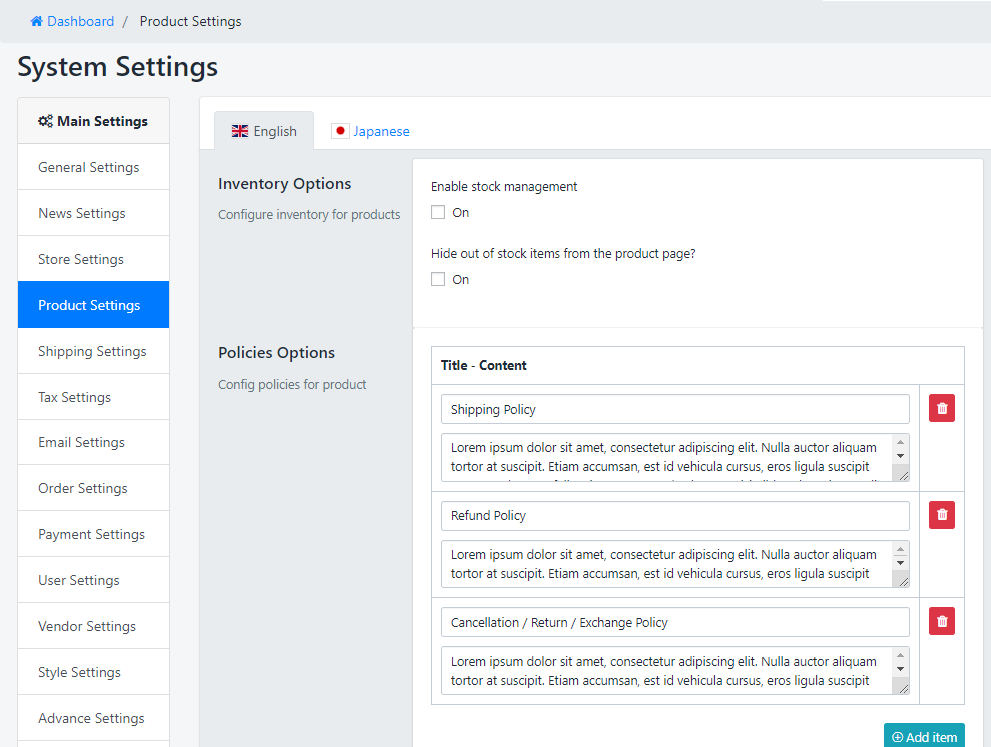 Dashboard / Product Settings
System Settings
Main Settings
General Settings
News Settings
Store Settings
Product Settings
Shipping Settings
Tax Settings
Email Settings
Order Settings
Payment Settings
User Settings
Vendor Settings
Style Settings
Advance Settings
English
Japanese
Inventory Options
Configure inventory for products
Enable stock management
On
Hide out of stock items from the product page?
On
Policies Options
Config policies for product
Title - Content
Shipping Policy
Lorem ipsum dolor sit amet, consectetur adipiscing elit. Nulla auctor aliquam
tortor at suscipit. Etiam accumsan, est id vehicula cursus, eros ligula suscipit
Refund Policy
Lorem ipsum dolor sit amet, consectetur adipiscing elit. Nulla auctor aliquam
tortor at suscipit. Etiam accumsan, est id vehicula cursus, eros ligula suscipit
Cancellation / Return / Exchange Policy
Lorem ipsum dolor sit amet, consectetur adipiscing elit. Nulla auctor aliquam
tortor at suscipit. Etiam accumsan, est id vehicula cursus, eros ligula suscipit
Add item